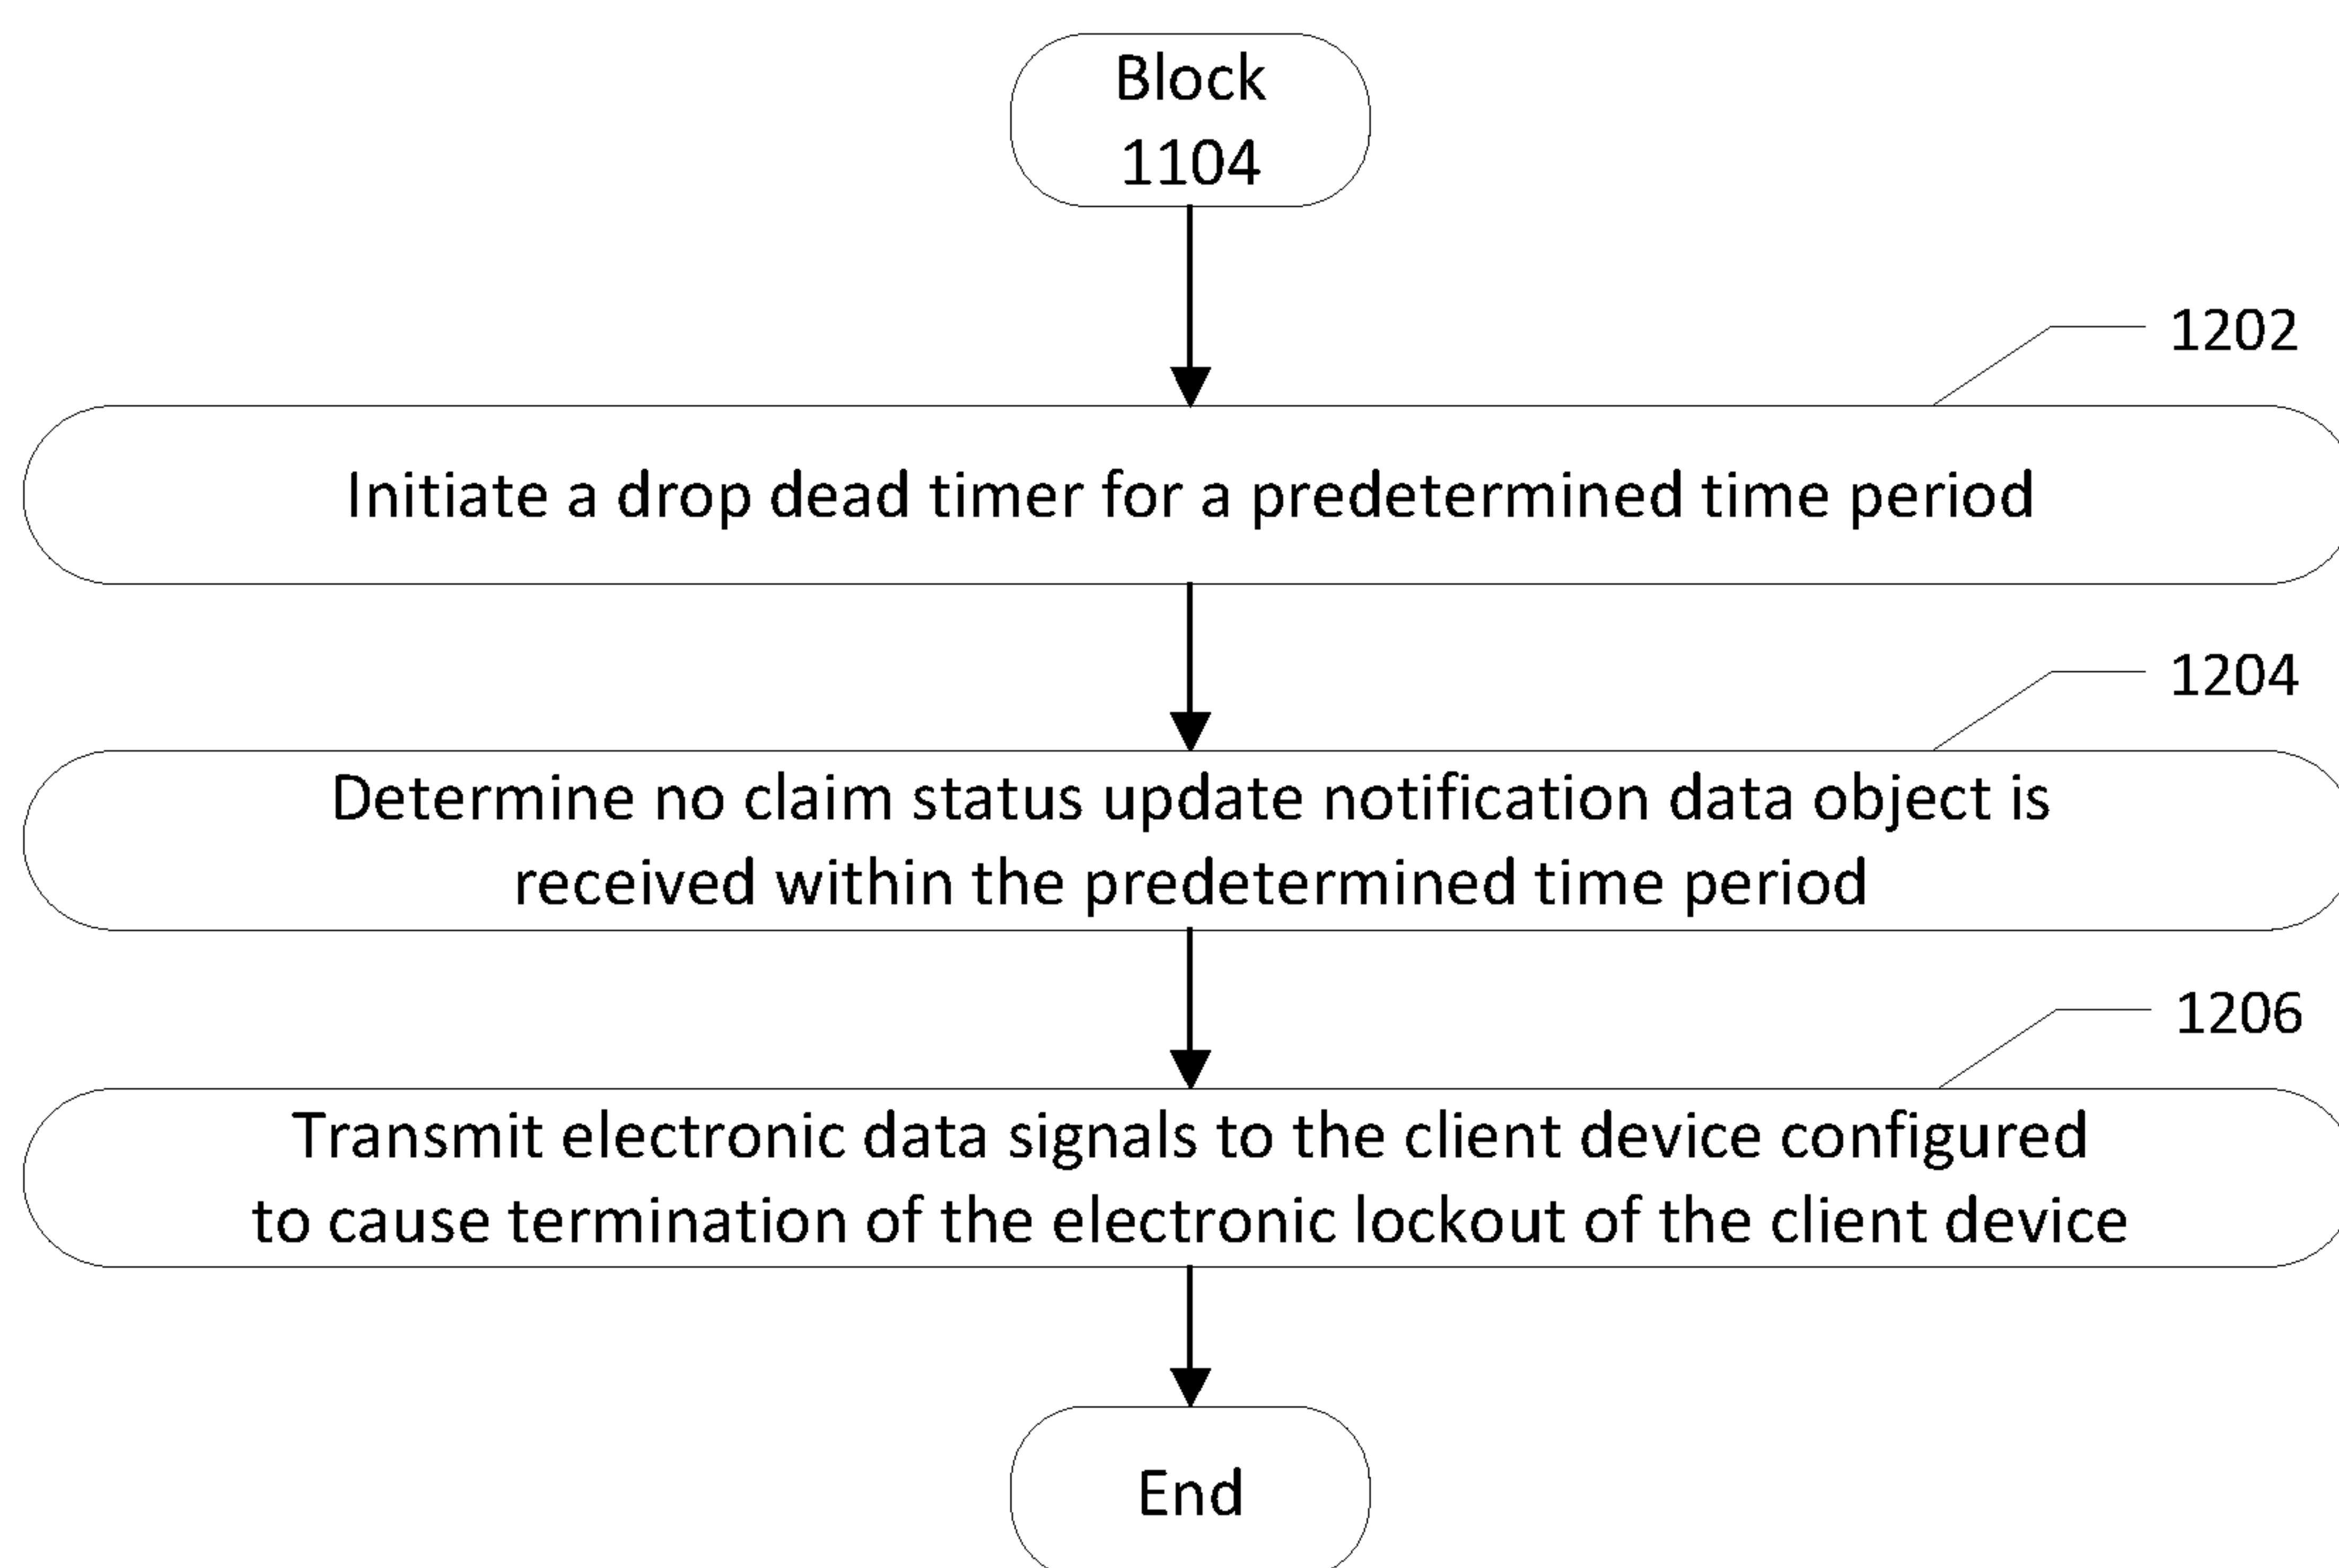 Block
1104
1202
Initiate a drop dead timer for a predetermined time period
1204
Determine no claim status update notification data object is
received within the predetermined time period
1206
Transmit electronic data signals to the client device configured
to cause termination of the electronic lockout of the client device
End